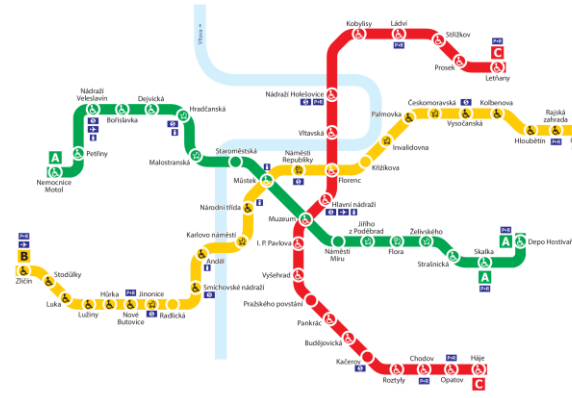 Vltava
Kobylisy
Ládví
P+R
Střížkov
Prosek
P+R
C
Letňany
Nádraží Holešovice
P+R
Vltavská
Nádraží
Veleslavín
Bořislavka
Dejvická
Hradčanská
Petřiny
A
Nemocnice
Motol
Malostranská
Staroměstská
Můstek
Náměstí
Republiky
Florenc
Křižíkova
Invalidovna
Palmovka
Českomoravská
Vysočanská
Kolbenova
Hloubětín
Rajská
zahrada
P+R
Hlavní nádraží
Národní třída
Muzeum
Karlovo náměstí
I. P. Pavlova
Náměstí
Míru
Jiřího
z Poděbrad
Flora
Želivského
Strašnická
Skalka
A
P+R
P+R
A
Depo Hostivař
Anděl
Smíchovské nádraží
P+R
B
Zličín
Stodůlky
Luka
Lužiny
Hůrka
P+R
Nové
Butovice
Jinonice
Radlická
Vyšehrad
Pražského povstání
Pankrác
Budějovická
Kačerov
Roztyly
Chodov
P+R
P+R
Opatov
Háje
C